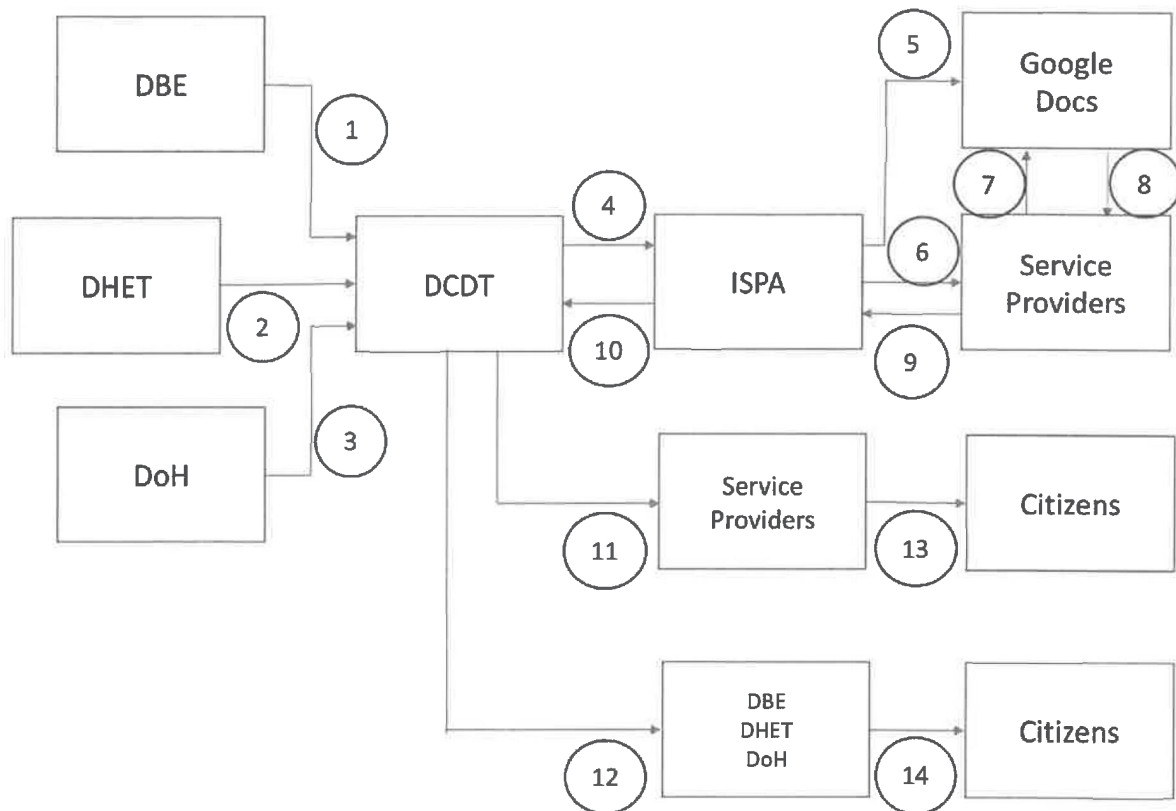 DBE
1
DHET
2
DoH
3
DCDT
4
10
ISPA
5
6
9
Google
Docs
7
8
Service
Providers
11
Service
Providers
13
Citizens
12
DBE
DHET
DoH
14
Citizens